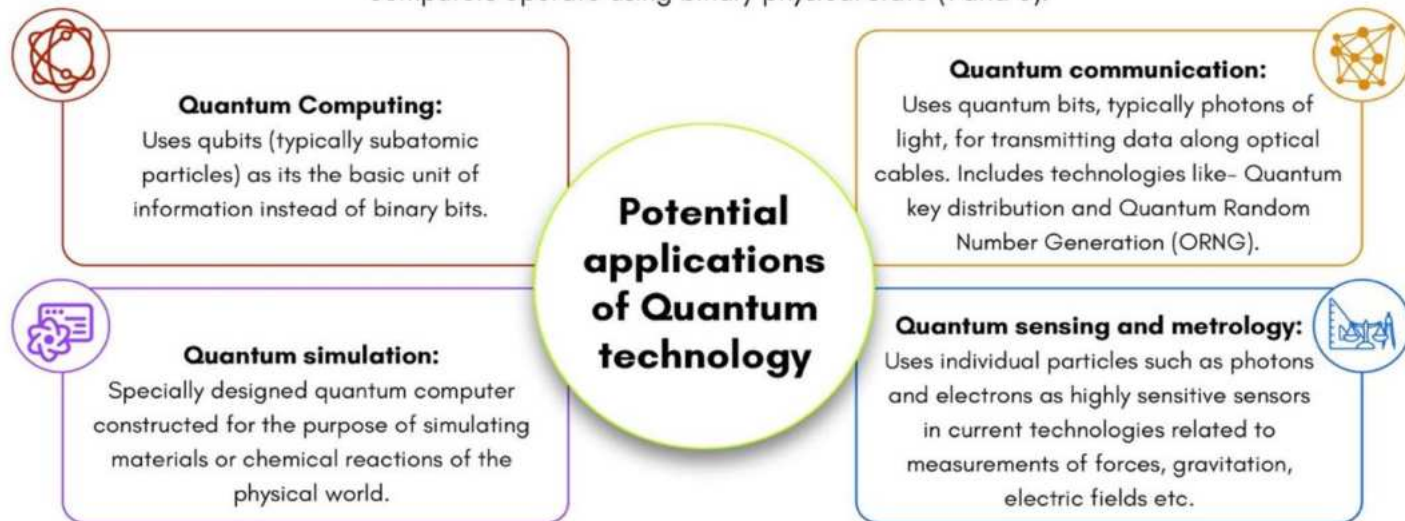 Quantum Computing:
Uses qubits (typically subatomic
particles) as its the basic unit of
information instead of binary bits.
Quantum communication:
Uses quantum bits, typically photons of
light, for transmitting data along optical
cables. Includes technologies like- Quantum
key distribution and Quantum Random
Number Generation (ORNG).
Potential
applications
of Quantum
technology
Quantum simulation:
Specially designed quantum computer
constructed for the purpose of simulating
materials or chemical reactions of the
physical world.
Quantum sensing and metrology:
Uses individual particles such as photons
and electrons as highly sensitive sensors
in current technologies related to
measurements of forces, gravitation,
electric fields etc.